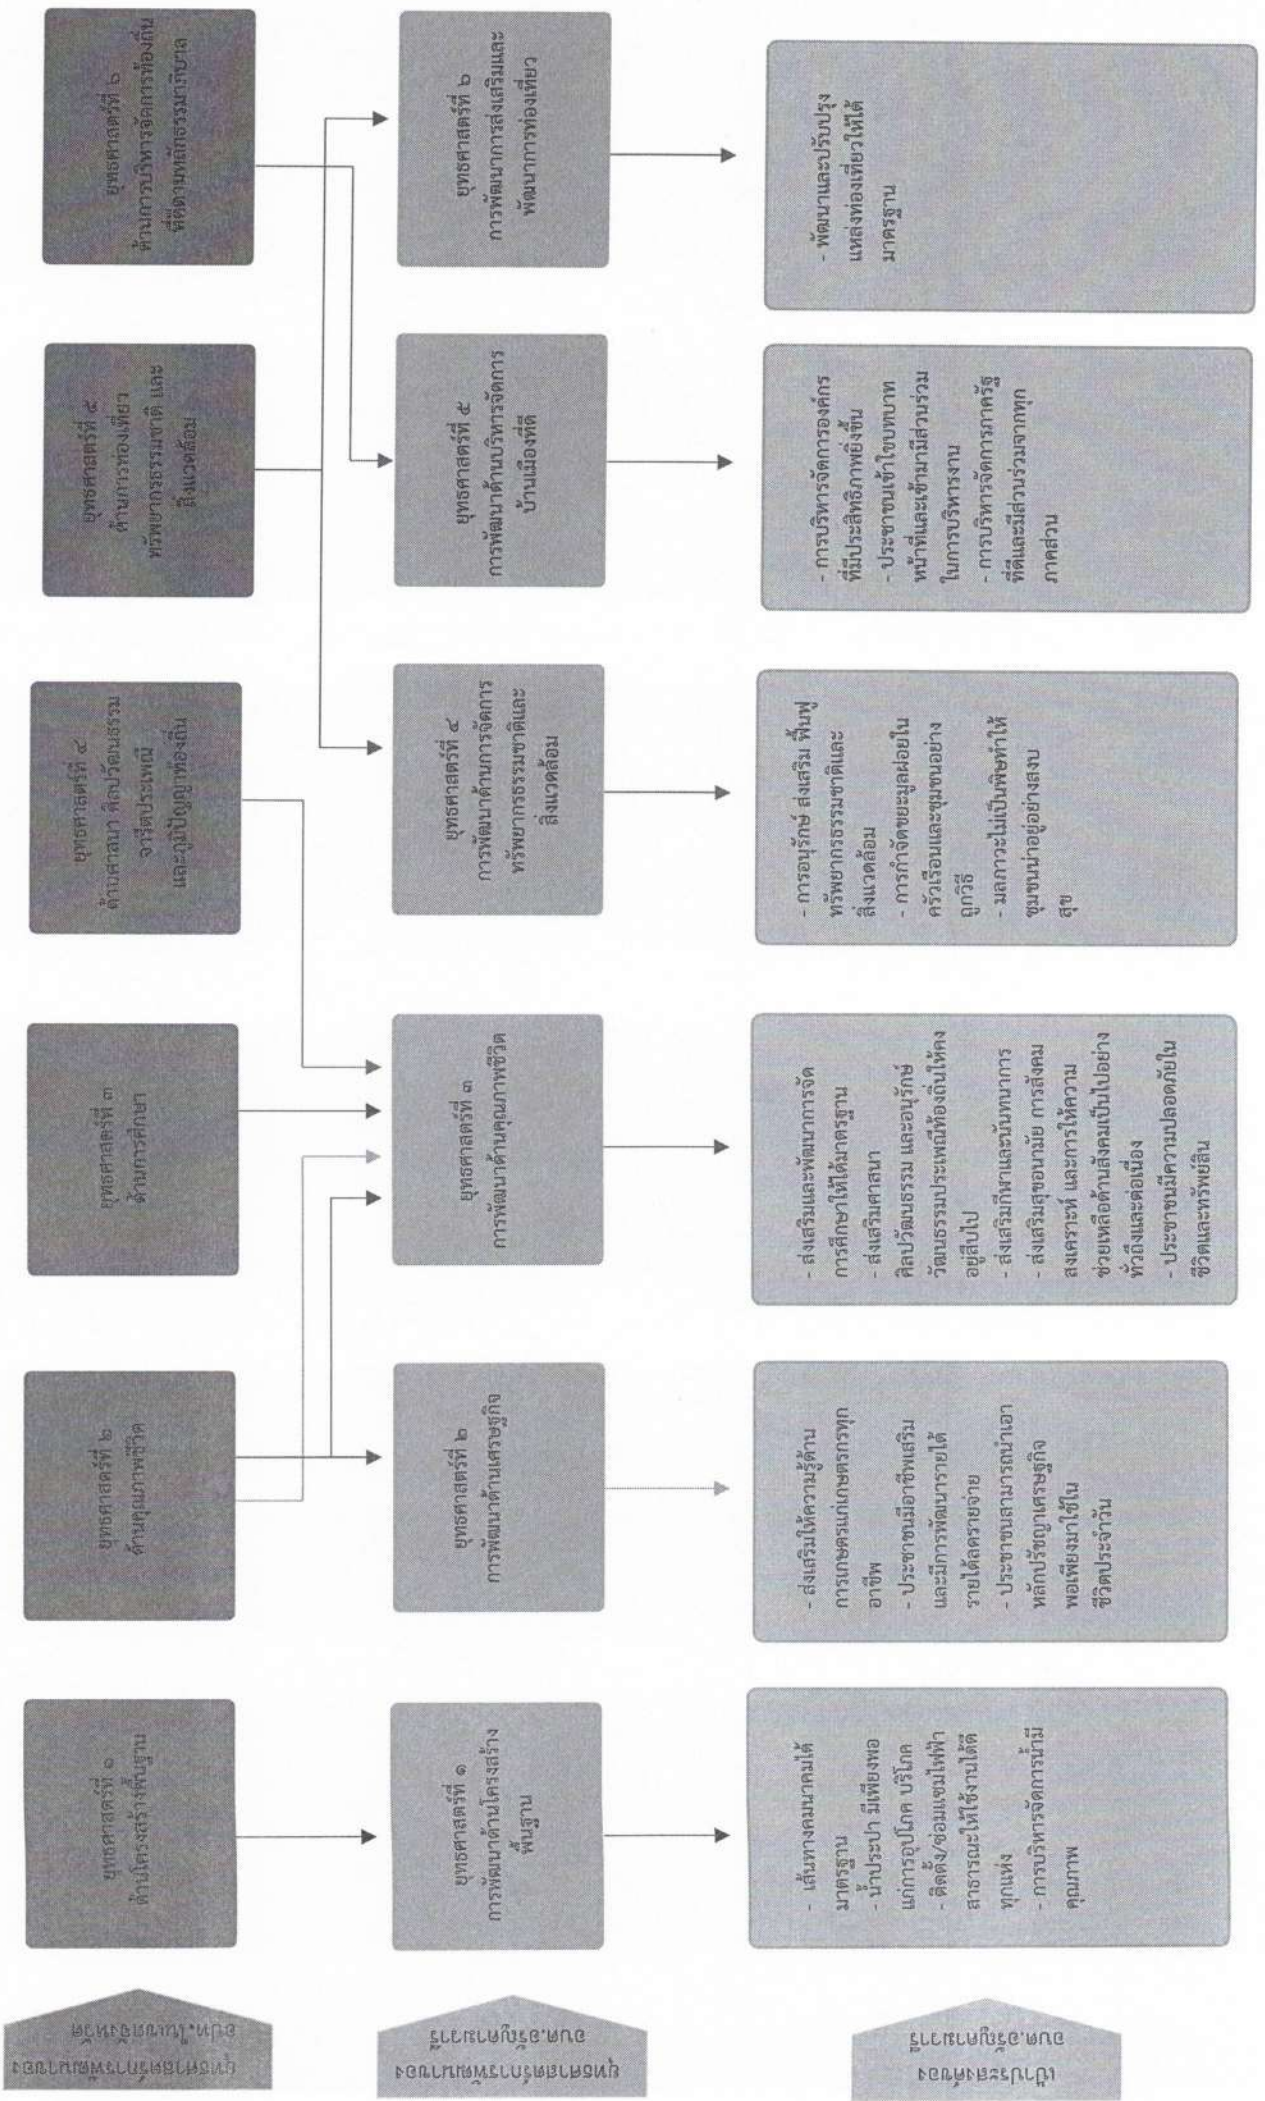 ยุทธศาสตร์การพัฒนาของ
อปท. ในเขตจังหวัด
ยุทธศาสตร์ที่ ๑
ด้านโครงสร้างพื้นฐาน
ยุทธศาสตร์ที่ ๒
ด้านคุณภาพชีวิต
ยุทธศาสตร์ที่ ๓
ด้านการศึกษา
ยุทธศาสตร์ที่ ๔
ด้านศาสนา ศิลปวัฒนธรรม
จารีตประเพณี
และภูมิปัญญาท้องถิ่น
ยุทธศาสตร์ที่ ๕
ด้านการท่องเที่ยว
ทรัพยากรธรรมชาติ และ
สิ่งแวดล้อม
ยุทธศาสตร์ที่ ๖
ด้านการบริหารจัดการท้องถิ่น
ที่ดีตามหลักธรรมาภิบาล
ยุทธศาสตร์การพัฒนาของ
อบต.อรัญคามวารี
ยุทธศาสตร์ที่ ๑
การพัฒนาด้านโครงสร้าง
พื้นฐาน
ยุทธศาสตร์ที่ ๒
การพัฒนาด้านเศรษฐกิจ
ยุทธศาสตร์ที่ ๓
การพัฒนาด้านคุณภาพชีวิต
ยุทธศาสตร์ที่ ๔
การพัฒนาด้านการจัดการ
ทรัพยากรธรรมชาติและ
สิ่งแวดล้อม
ยุทธศาสตร์ที่ ๕
การพัฒนาด้านบริหารจัดการ
บ้านเมืองที่ดี
ยุทธศาสตร์ที่ ๖
การพัฒนาการส่งเสริมและ
พัฒนาการท่องเที่ยว
เป้าประสงค์ของ
อบต.อรัญคามวารี
- เส้นทางคมนาคมได้
มาตรฐาน
- น้ำประปา มีเพียงพอ
แก่การอุปโภค บริโภค
- ติดตั้ง/ซ่อมแซมไฟฟ้า
สาธารณะให้ใช้งานได้ดี
ทุกแห่ง
- การบริหารจัดการน้ำมี
คุณภาพ
- ส่งเสริมให้ความรู้ด้าน
การเกษตรแก่เกษตรกรทุก
อาชีพ
- ประชาชนมีอาชีพเสริม
และมีการพัฒนารายได้
รายได้ลดรายจ่าย
- ประชาชนสามารถนำเอา
หลักปรัชญาเศรษฐกิจ
พอเพียงมาใช้ใน
ชีวิตประจำวัน
- ส่งเสริมและพัฒนาการจัด
การศึกษาให้ได้มาตรฐาน
- ส่งเสริมศาสนา
ศิลปวัฒนธรรม และอนุรักษ์
วัฒนธรรมประเพณีท้องถิ่นให้คง
อยู่สืบไป
- ส่งเสริมกีฬาและนันทนาการ
- ส่งเสริมสุขอนามัย การสังคม
สงเคราะห์ และการให้ความ
ช่วยเหลือด้านสังคมเป็นไปอย่าง
ทั่วถึงและต่อเนื่อง
- ประชาชนมีความปลอดภัยใน
ชีวิตและทรัพย์สิน
- การอนุรักษ์ ส่งเสริม ฟื้นฟู
ทรัพยากรธรรมชาติและ
สิ่งแวดล้อม
- การกำจัดขยะมูลฝอยใน
ครัวเรือนและชุมชนอย่าง
ถูกวิธี
- มลภาวะไม่เป็นพิษทำให้
ชุมชนน่าอยู่อย่างสงบ
สุข
- การบริหารจัดการองค์กร
ที่มีประสิทธิภาพยิ่งขึ้น
- ประชาชนเข้าใจบทบาท
หน้าที่และเข้ามามีส่วนร่วม
ในการบริหารงาน
- การบริหารจัดการภาครัฐ
ที่ดีและมีส่วนร่วมจากทุก
ภาคส่วน
- พัฒนาและปรับปรุง
แหล่งท่องเที่ยวให้ได้
มาตรฐาน